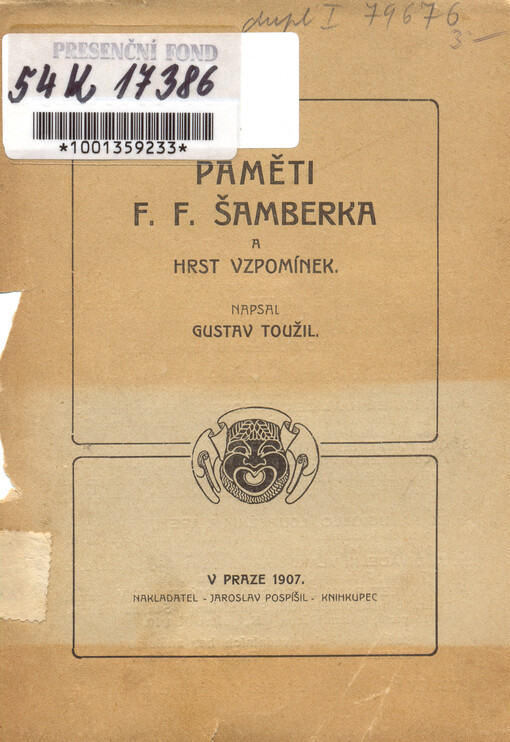 dupl I 79676
3 –
PRESENČNÍ FOND
54 K 17386
*1001359233*
PAMĚTI
F. F. ŠAMBERKA
A
HRST VZPOMÍNEK.
NAPSAL
GUSTAV TOUŽIL.
V PRAZE 1907.
NAKLADATEL - JAROSLAV POSPÍŠIL - KNIHKUPEC